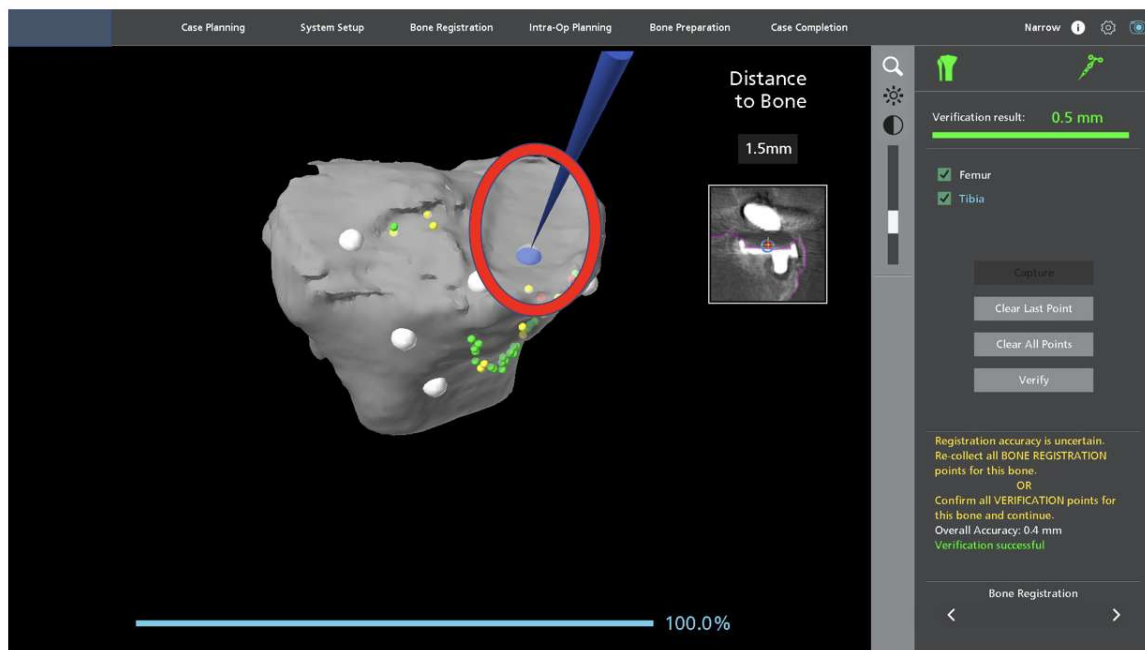 Case Planning
System Setup
Bone Registration
Intra-Op Planning
Bone Preparation
Case Completion
Narrow
i
Distance
to Bone
1.5mm
Verification result: 0.5 mm
Femur
Tibia
Capture
Clear Last Point
Clear All Points
Verify
Registration accuracy is uncertain.
Re-collect all BONE REGISTRATION
points for this bone.
OR
Confirm all VERIFICATION points for
this bone and continue.
Overall Accuracy: 0.4 mm
Verification successful
Bone Registration
100.0%